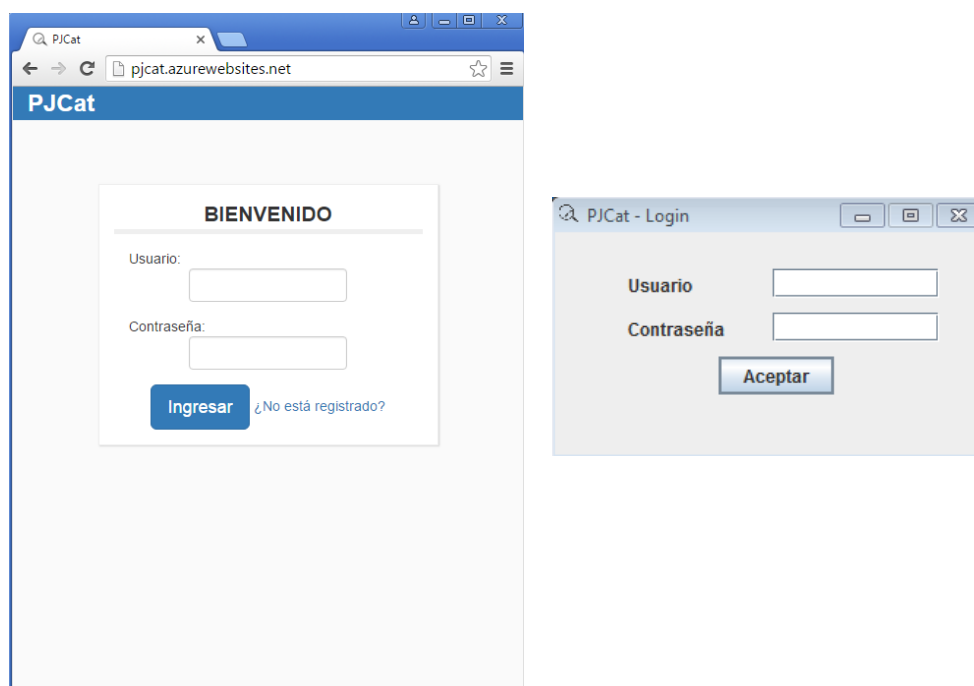 PJCat
pjcat.azurewebsites.net
PJCat
BIENVENIDO
Usuario:
Contraseña:
Ingresar ¿No está registrado?
PJCat - Login
Usuario
Contraseña
Aceptar